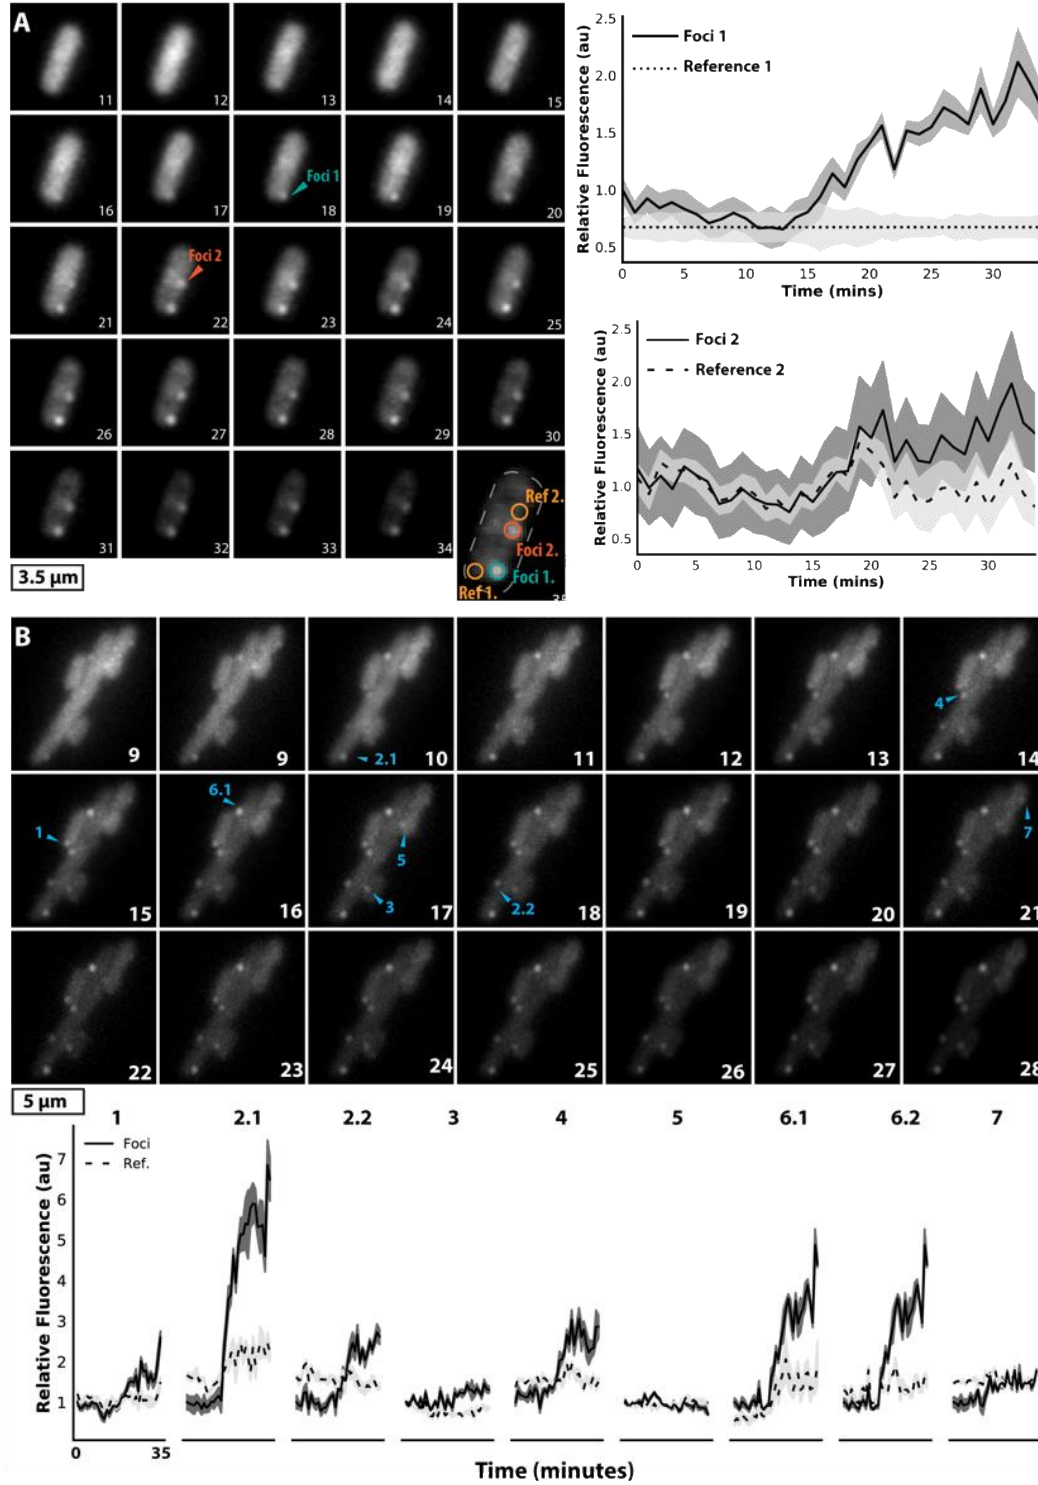 A
11 12 13 14 15
16 17 18 19 20
Foci 1
21 22 23 24 25
Foci 2
26 27 28 29 30
31 32 33 34
Ref 2.
Foci 2.
Foci 1.
Ref 1.
3.5 µm
Relative Fluorescence (au)
2.5
2.0
1.5
1.0
0.5
Foci 1
Reference 1
0 5 10 15 20 25 30
Time (mins)
Relative Fluorescence (au)
2.5
2.0
1.5
1.0
0.5
Foci 2
Reference 2
0 5 10 15 20 25 30
Time (mins)
B
9 9 10 11 12 13 14
2.1
4
15 16 17 18 19 20 21
1
6.1
5
3
2.2
7
22 23 24 25 26 27 28
5 µm
1 2.1 2.2 3 4 5 6.1 6.2 7
Relative Fluorescence (au)
7
6
5
4
3
2
1
Foci
Ref.
0 35
Time (minutes)